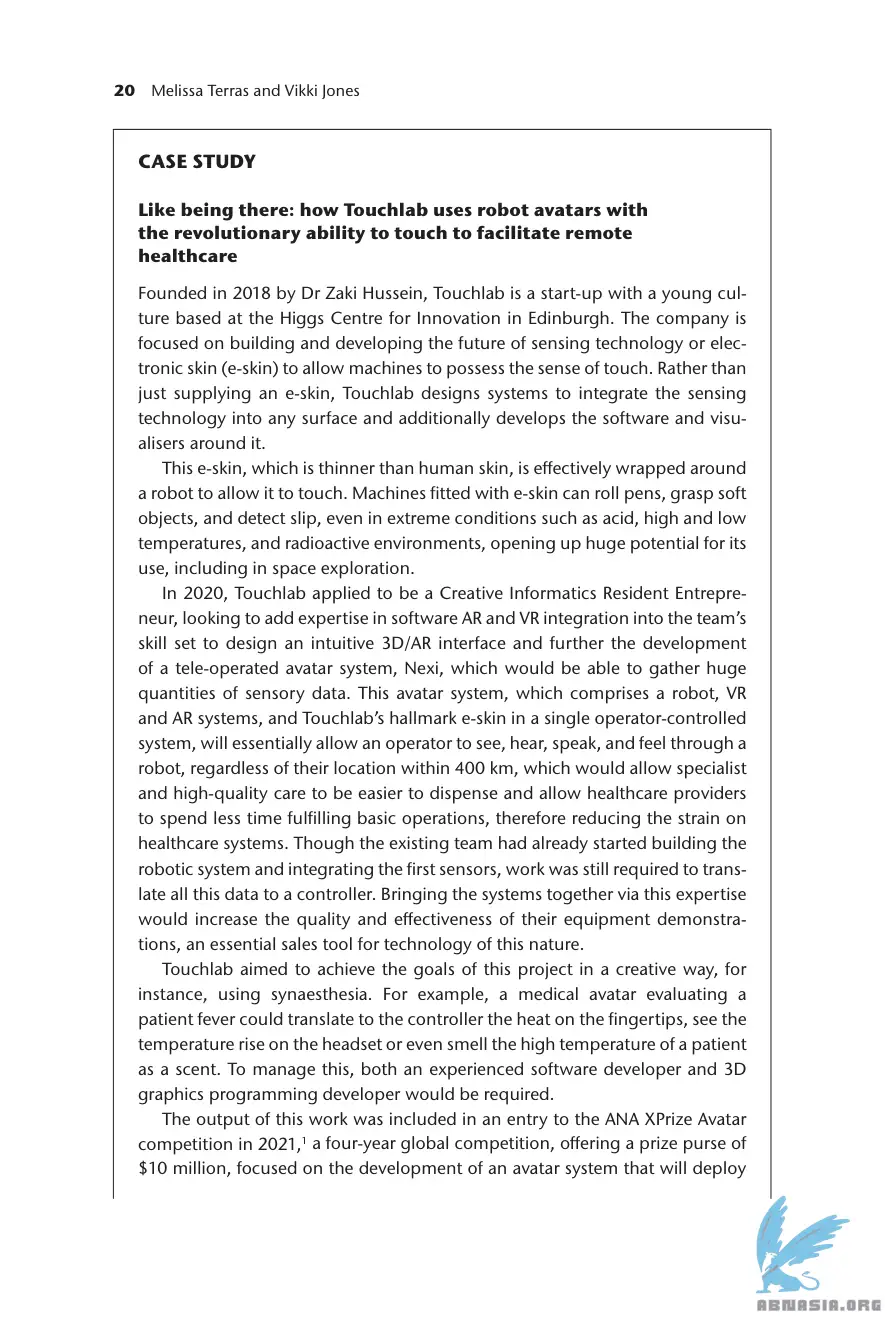 20 Melissa Terras and Vikki Jones
CASE STUDY
Like being there: how Touchlab uses robot avatars with
the revolutionary ability to touch to facilitate remote
healthcare
Founded in 2018 by Dr Zaki Hussein, Touchlab is a start-up with a young cul-
ture based at the Higgs Centre for Innovation in Edinburgh. The company is
focused on building and developing the future of sensing technology or elec-
tronic skin (e-skin) to allow machines to possess the sense of touch. Rather than
just supplying an e-skin, Touchlab designs systems to integrate the sensing
technology into any surface and additionally develops the software and visu-
alisers around it.
This e-skin, which is thinner than human skin, is effectively wrapped around
a robot to allow it to touch. Machines fitted with e-skin can roll pens, grasp soft
objects, and detect slip, even in extreme conditions such as acid, high and low
temperatures, and radioactive environments, opening up huge potential for its
use, including in space exploration.
In 2020, Touchlab applied to be a Creative Informatics Resident Entrepre-
neur, looking to add expertise in software AR and VR integration into the team's
skill set to design an intuitive 3D/AR interface and further the development
of a tele-operated avatar system, Nexi, which would be able to gather huge
quantities of sensory data. This avatar system, which comprises a robot, VR
and AR systems, and Touchlab's hallmark e-skin in a single operator-controlled
system, will essentially allow an operator to see, hear, speak, and feel through a
robot, regardless of their location within 400 km, which would allow specialist
and high-quality care to be easier to dispense and allow healthcare providers
to spend less time fulfilling basic operations, therefore reducing the strain on
healthcare systems. Though the existing team had already started building the
robotic system and integrating the first sensors, work was still required to trans-
late all this data to a controller. Bringing the systems together via this expertise
would increase the quality and effectiveness of their equipment demonstra-
tions, an essential sales tool for technology of this nature.
Touchlab aimed to achieve the goals of this project in a creative way, for
instance, using synaesthesia. For example, a medical avatar evaluating a
patient fever could translate to the controller the heat on the fingertips, see the
temperature rise on the headset or even smell the high temperature of a patient
as a scent. To manage this, both an experienced software developer and 3D
graphics programming developer would be required.
The output of this work was included in an entry to the ANA XPrize Avatar
competition in 2021,¹ a four-year global competition, offering a prize purse of
$10 million, focused on the development of an avatar system that will deploy
ABNASIA.ORG